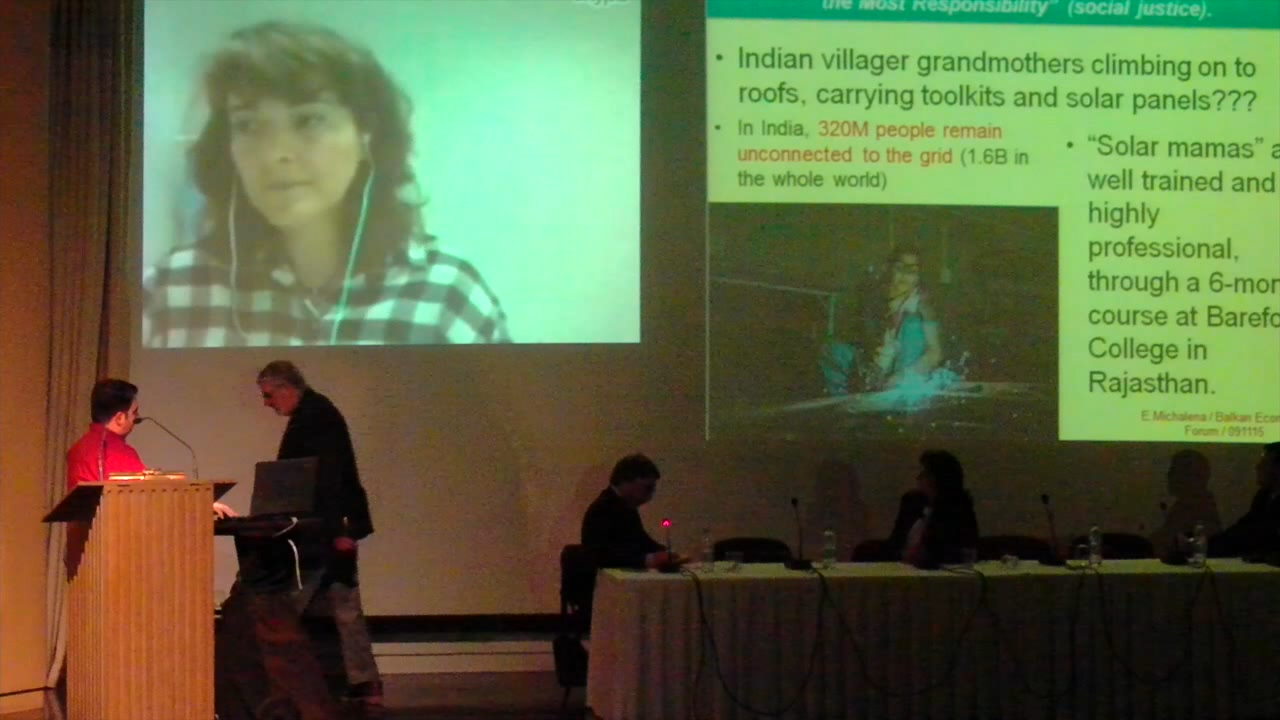 the Most Responsibility" (social justice).
• Indian villager grandmothers climbing on to
roofs, carrying toolkits and solar panels???
• In India, 320M people remain
unconnected to the grid (1.6B in
the whole world)
• "Solar mamas" a
well trained and
highly
professional,
through a 6-mon
course at Barefo
College in
Rajasthan.
E.Michalena / Balkan Econ
Forum / 091115